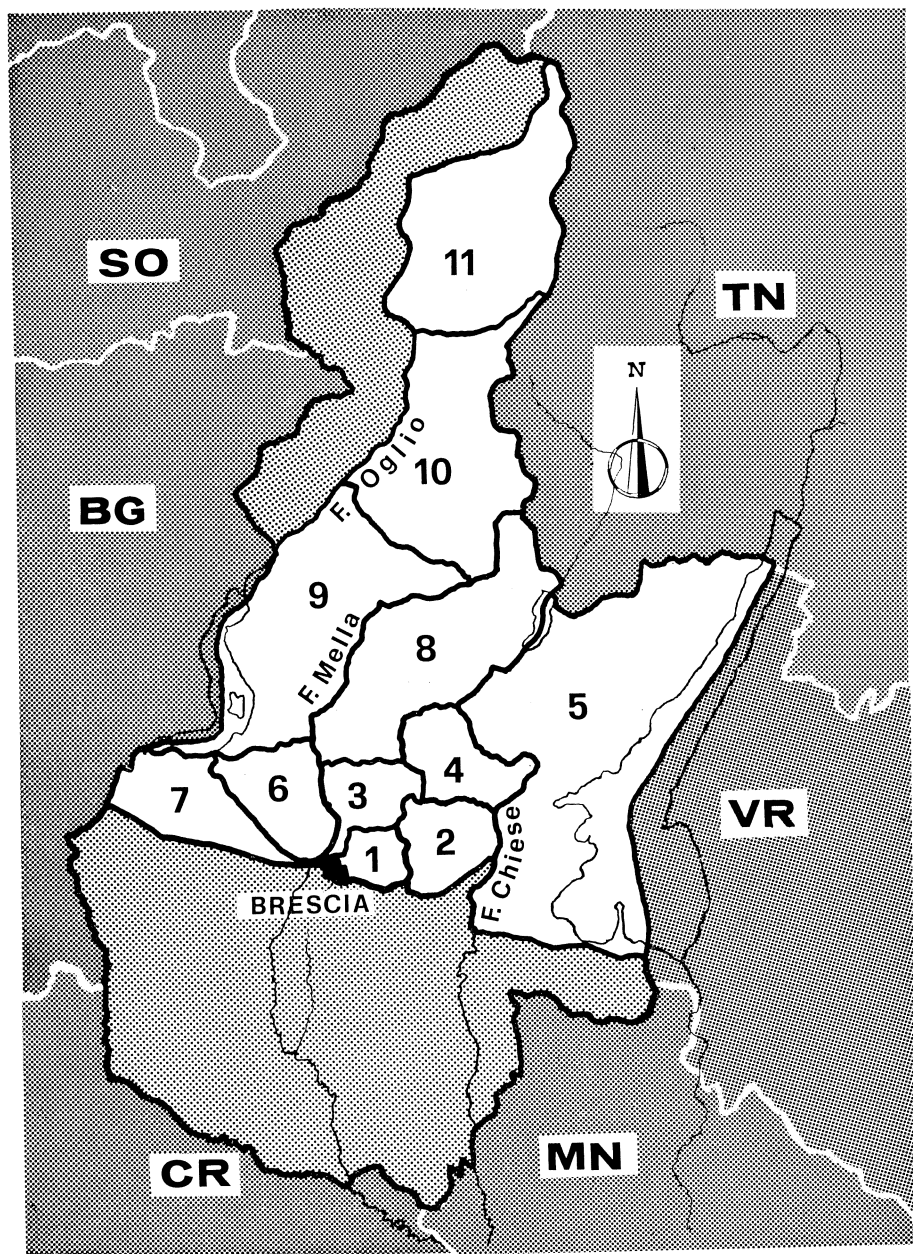 SO
11
TN
N
F. Oglio
10
BG
9
F. Mella
8
5
7
6
3
4
VR
F. Chiese
1
2
BRESCIA
CR
MN